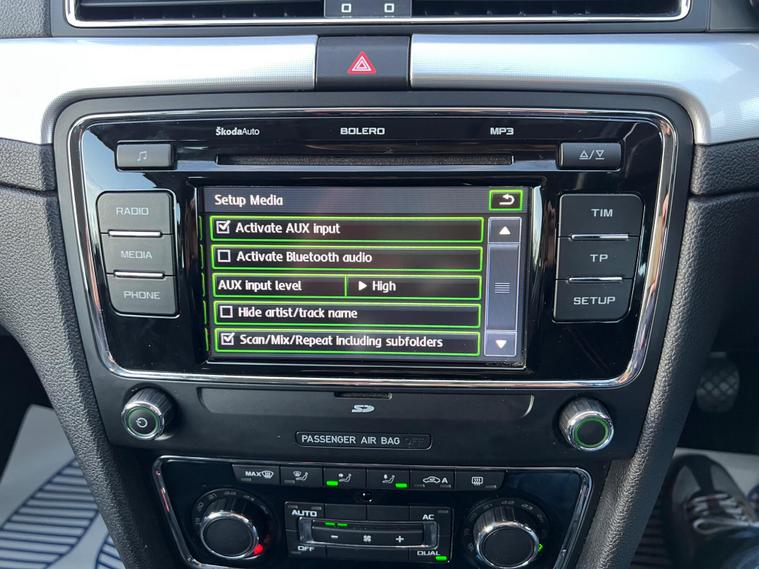 ŠkodaAuto BOLERO MP3
RADIO
MEDIA
PHONE
Setup Media
Activate AUX input
Activate Bluetooth audio
AUX input level High
Hide artist/track name
Scan/Mix/Repeat including subfolders
TIM
TP
SETUP
SD
PASSENGER AIR BAG OFF
MAX A
AUTO AC
OFF DUAL